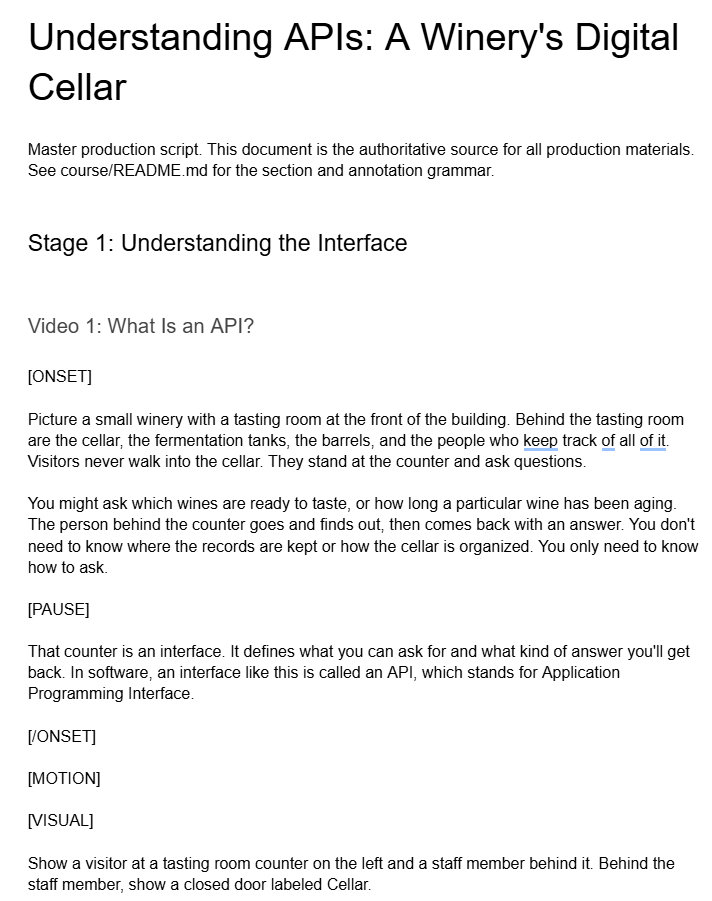 Understanding APIs: A Winery's Digital
Cellar
Master production script. This document is the authoritative source for all production materials.
See course/README.md for the section and annotation grammar.
Stage 1: Understanding the Interface
Video 1: What Is an API?
[ONSET]
Picture a small winery with a tasting room at the front of the building. Behind the tasting room
are the cellar, the fermentation tanks, the barrels, and the people who keep track of all of it.
Visitors never walk into the cellar. They stand at the counter and ask questions.
You might ask which wines are ready to taste, or how long a particular wine has been aging.
The person behind the counter goes and finds out, then comes back with an answer. You don't
need to know where the records are kept or how the cellar is organized. You only need to know
how to ask.
[PAUSE]
That counter is an interface. It defines what you can ask for and what kind of answer you'll get
back. In software, an interface like this is called an API, which stands for Application
Programming Interface.
[/ONSET]
[MOTION]
[VISUAL]
Show a visitor at a tasting room counter on the left and a staff member behind it. Behind the
staff member, show a closed door labeled Cellar.